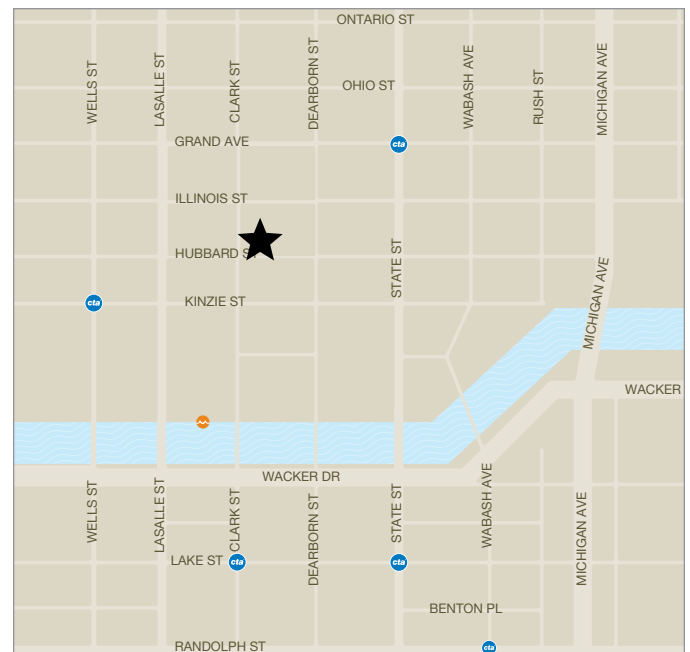 ONTARIO ST
OHIO ST
WELLS ST
LASALLE ST
CLARK ST
DEARBORN ST
WABASH AVE
RUSH ST
MICHIGAN AVE
GRAND AVE
cta
ILLINOIS ST
HUBBARD ST
STATE ST
KINZIE ST
cta
MICHIGAN AVE
WACKER
WACKER DR
WELLS ST
LASALLE ST
CLARK ST
DEARBORN ST
STATE ST
WABASH AVE
MICHIGAN AVE
LAKE ST
cta
cta
BENTON PL
RANDOLPH ST
cta